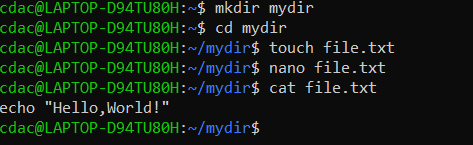 cdac@LAPTOP-D94TU80H:~$ mkdir mydir
cdac@LAPTOP-D94TU80H:~$ cd mydir
cdac@LAPTOP-D94TU80H:~/mydir$ touch file.txt
cdac@LAPTOP-D94TU80H:~/mydir$ nano file.txt
cdac@LAPTOP-D94TU80H:~/mydir$ cat file.txt
echo "Hello,World!"
cdac@LAPTOP-D94TU80H:~/mydir$